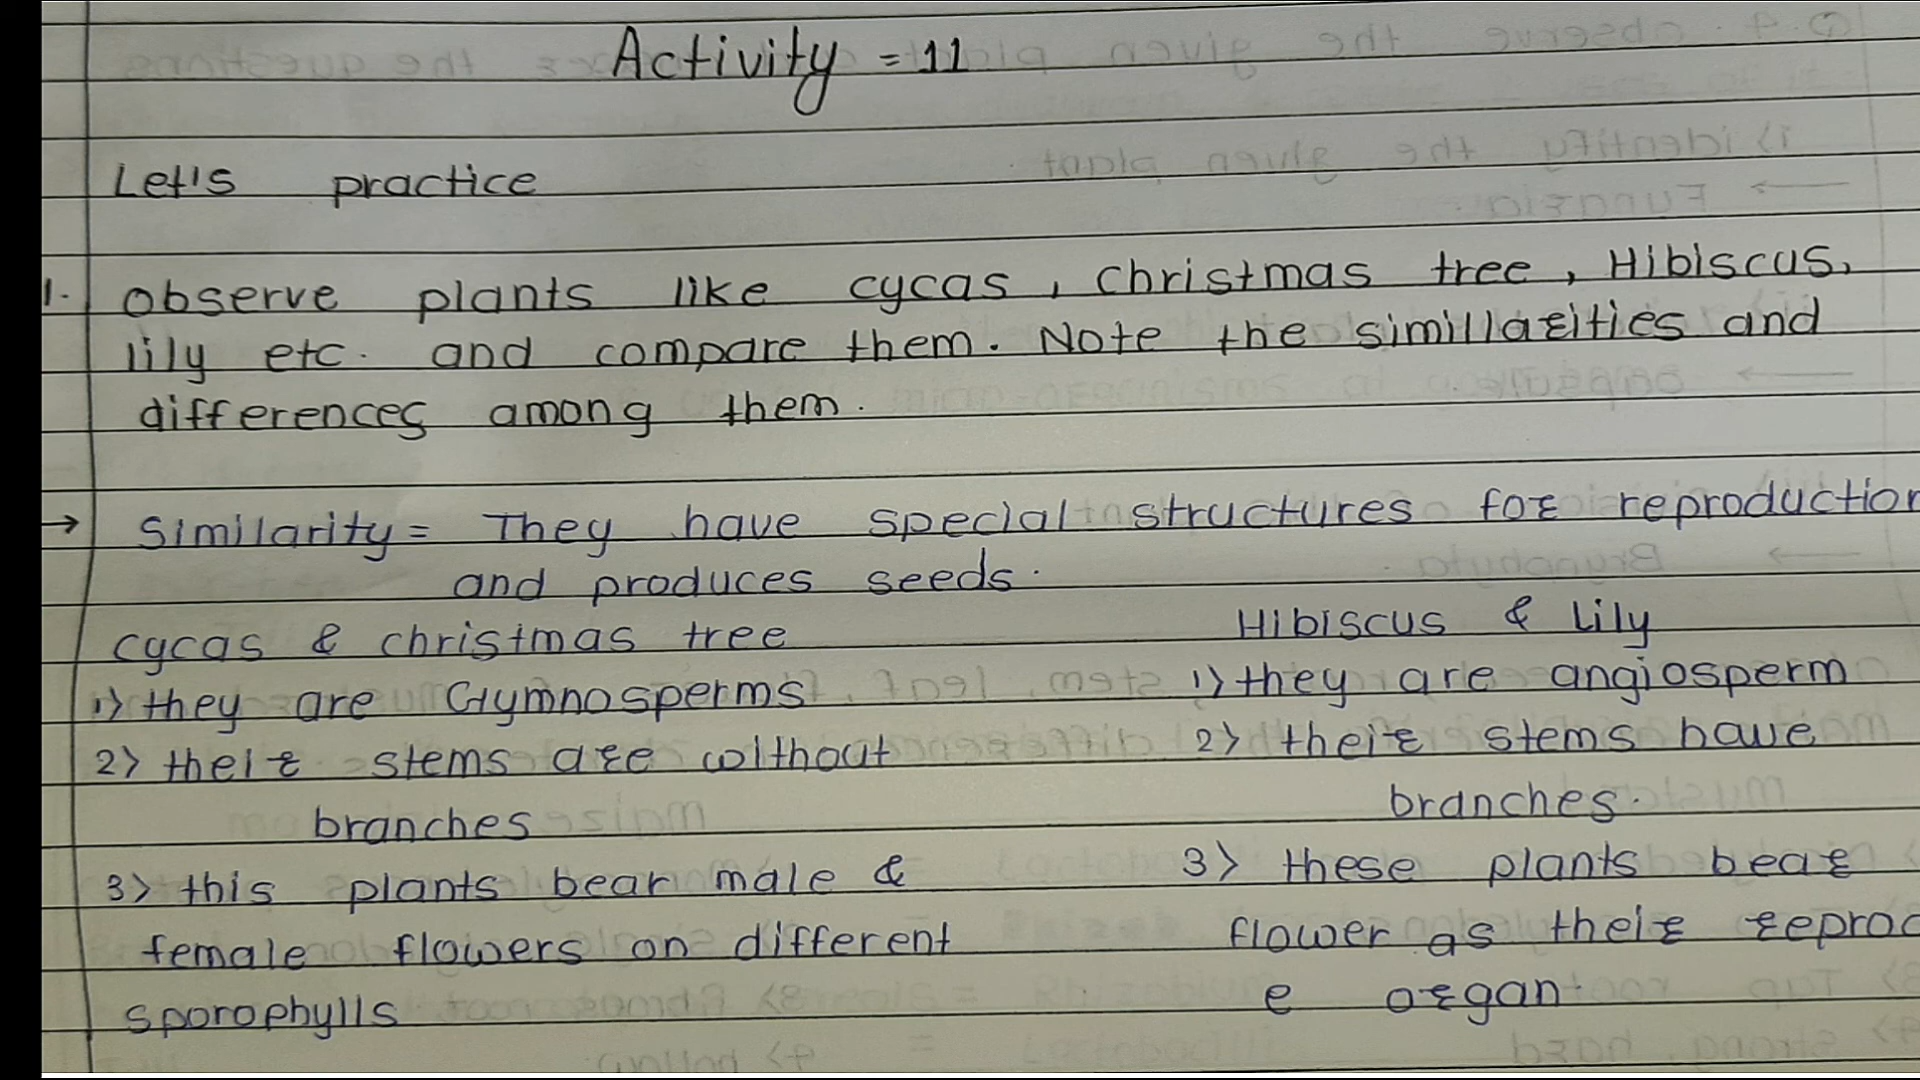 Activity = 11
Let's practice
1. Observe plants like cycas, christmas tree, Hibiscus,
lily etc. and compare them. Note the simillarities and
differences among them.
→ Similarity = They have special structures for reproduction
and produces seeds.
cycas & christmas tree
Hibiscus & Lily
1) they are Gymnosperms
1) they are angiosperm
2) their stems are without
2) their stems have
branches
branches.
3) this plants bear male &
3) these plants bear
female flowers on different
flower as their reproc
sporophylls
e organ